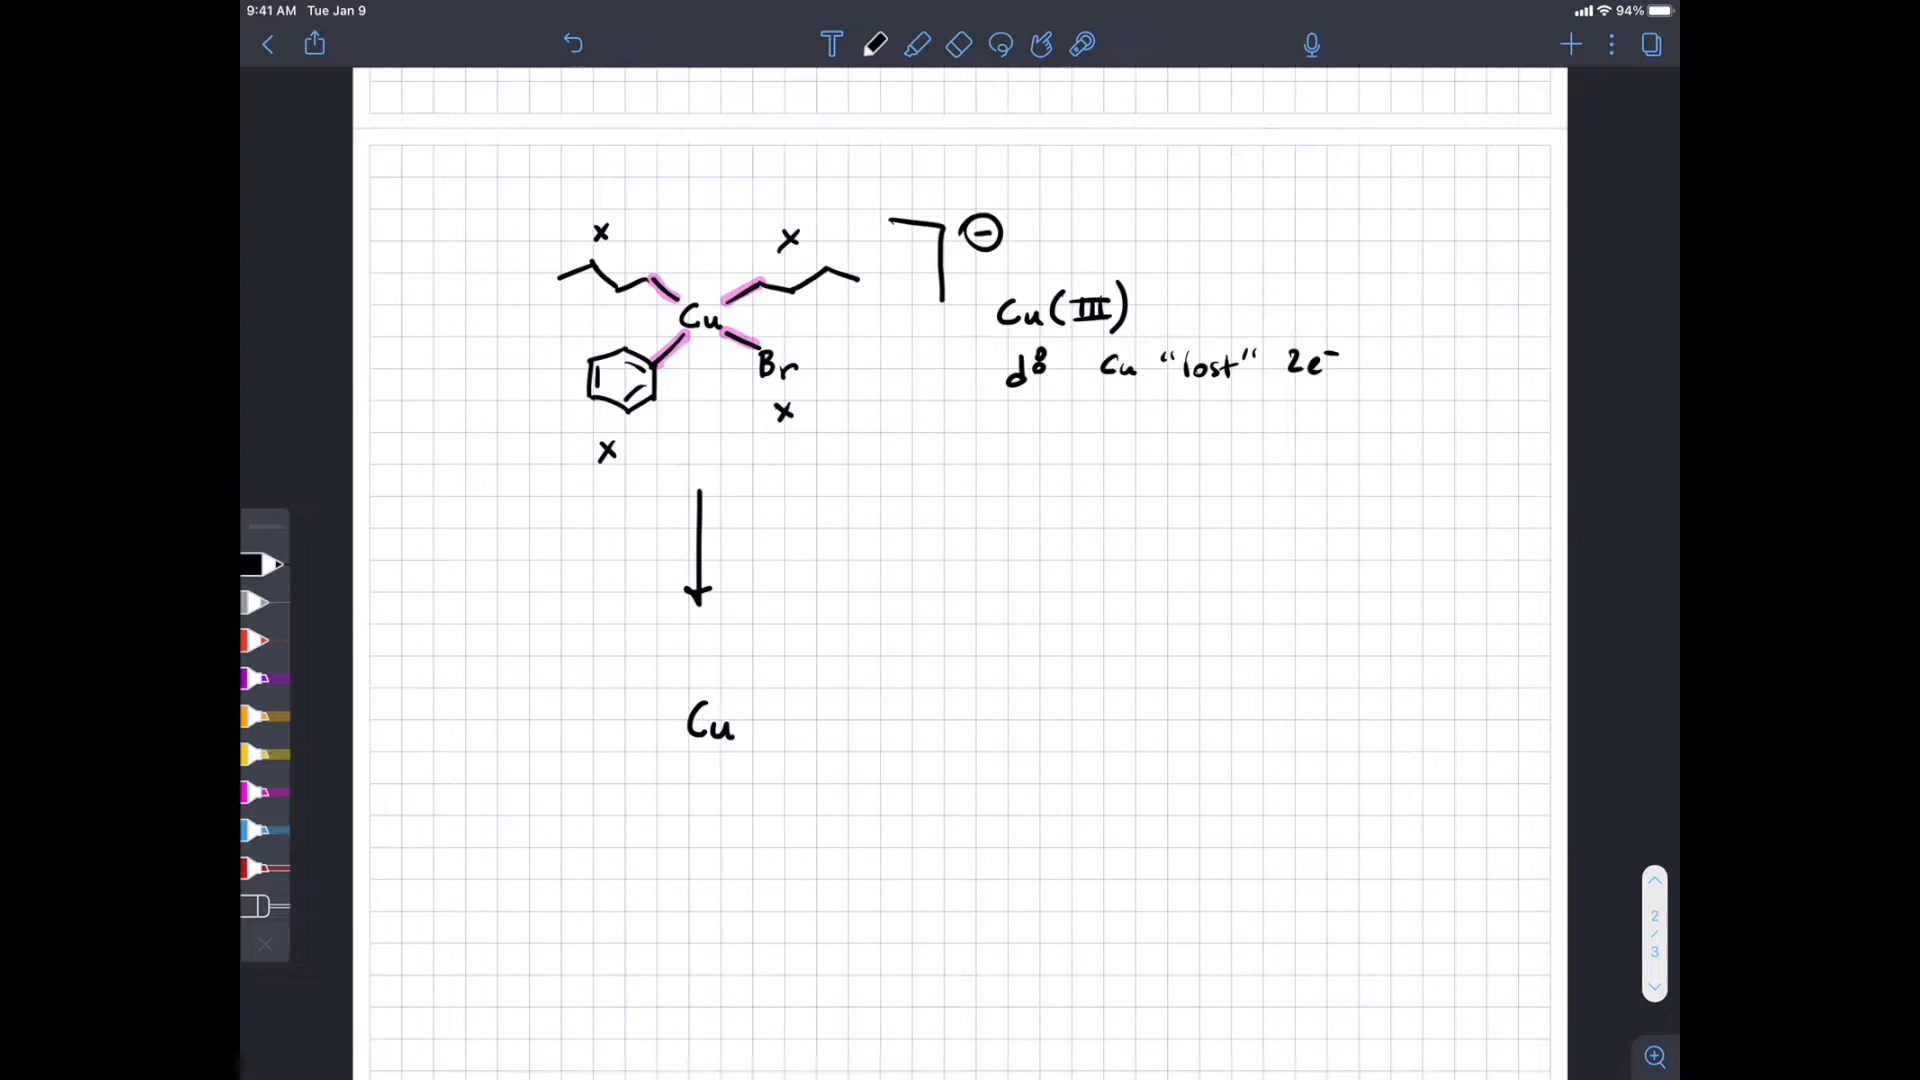 9:41 AM Tue Jan 9
94%
T
x
x
⊖
Cu
Cu(III)
Br
d⁸ Cu "lost" 2e⁻
x
x
Cu
2
/
3